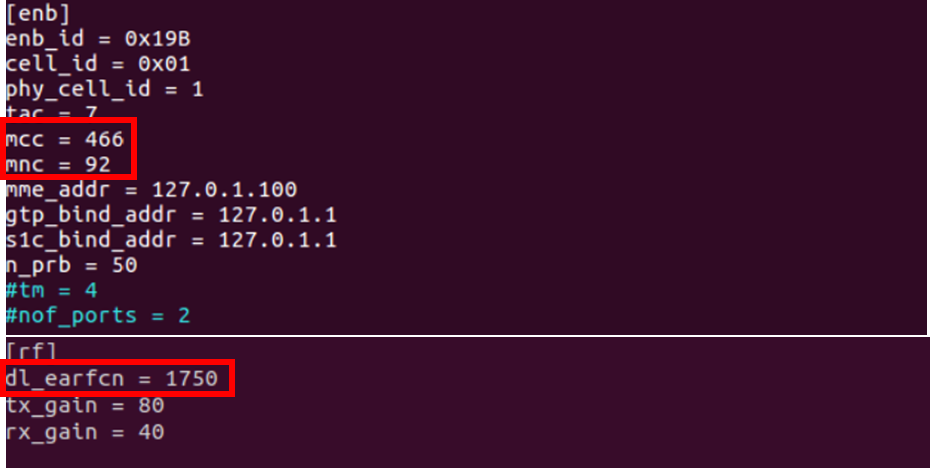 [enb]
enb_id = 0x19B
cell_id = 0x01
phy_cell_id = 1
tac = 7
mcc = 466
mnc = 92
mme_addr = 127.0.1.100
gtp_bind_addr = 127.0.1.1
s1c_bind_addr = 127.0.1.1
n_prb = 50
#tm = 4
#nof_ports = 2
[rf]
dl_earfcn = 1750
tx_gain = 80
rx_gain = 40